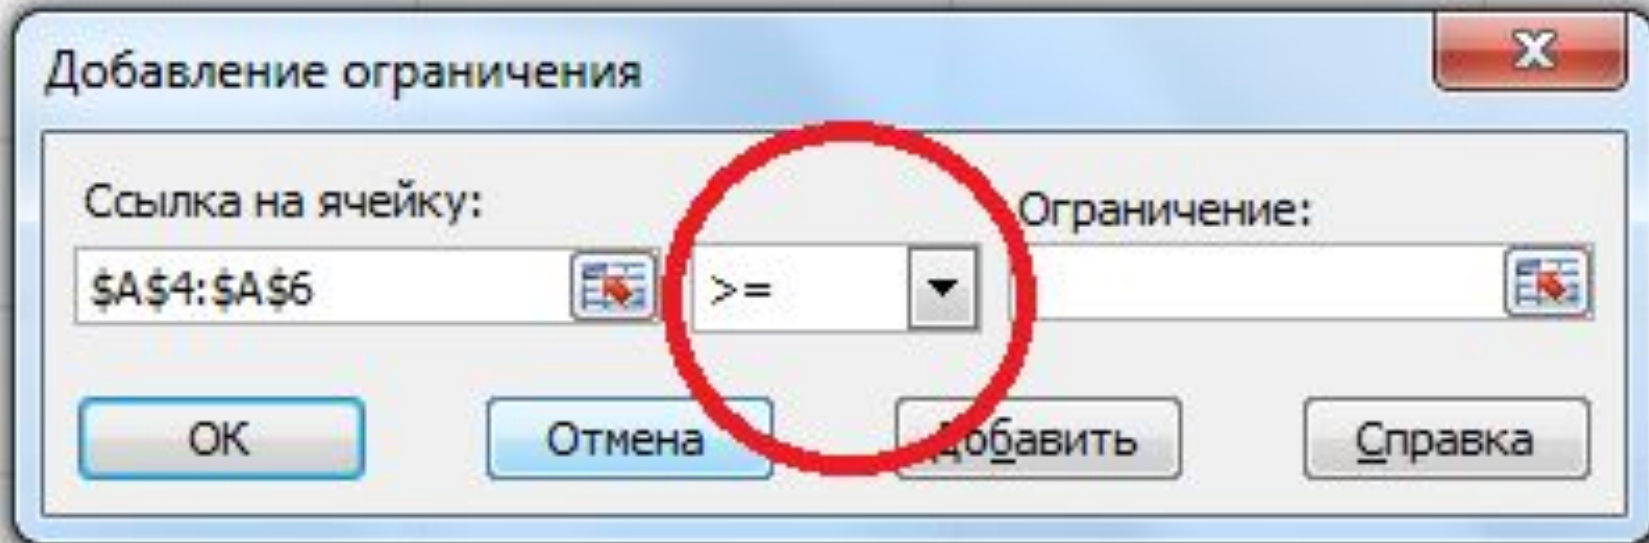 Добавление ограничения
Ссылка на ячейку:
Ограничение:
$A$4:$A$6
>=
ОК
Отмена
Добавить
Справка